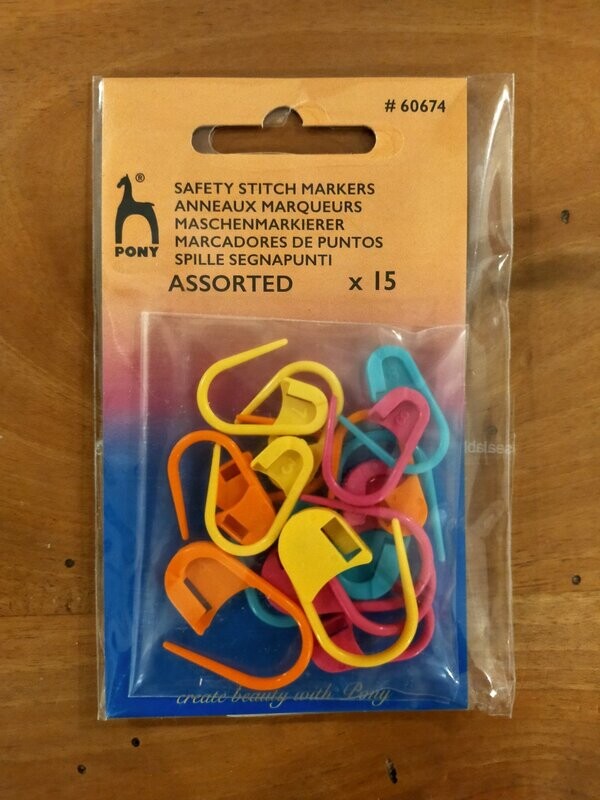 # 60674
®
PONY
SAFETY STITCH MARKERS
ANNEAUX MARQUEURS
MASCHENMARKIERER
MARCADORES DE PUNTOS
SPILLE SEGNAPUNTI
ASSORTED x 15
create beauty with Pony